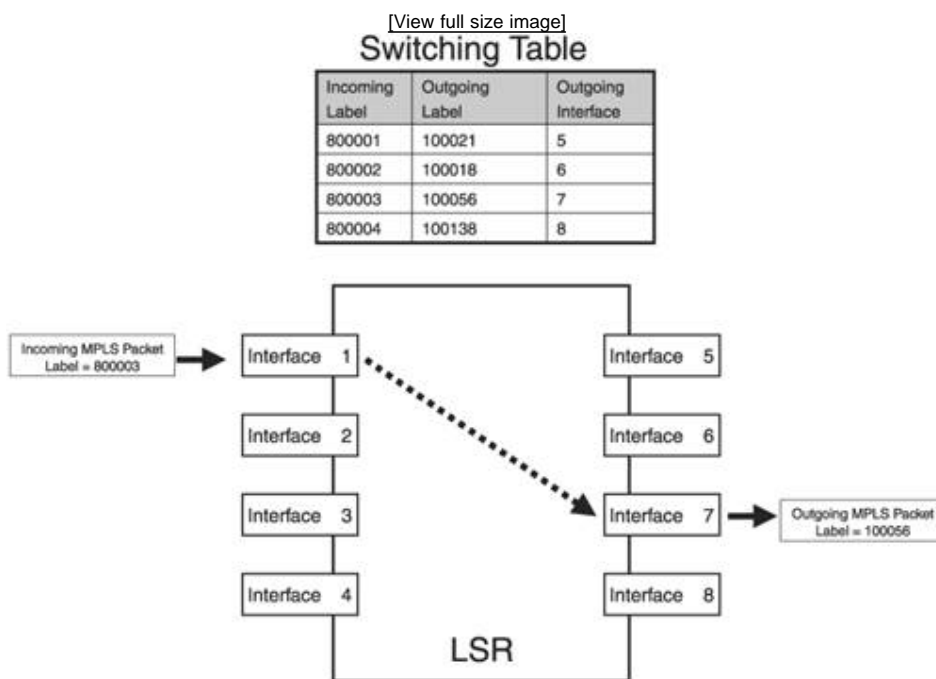 [View full size image]
Switching Table
Incoming Label Outgoing Label Outgoing Interface
800001 100021 5
800002 100018 6
800003 100056 7
800004 100138 8
Incoming MPLS Packet
Label = 800003
Interface 1
Interface 5
Interface 2
Interface 6
Interface 3
Interface 7
Outgoing MPLS Packet
Label = 100056
Interface 4
Interface 8
LSR